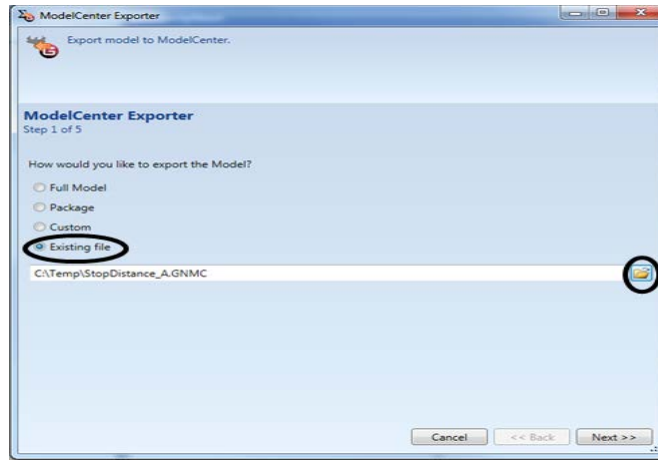 ModelCenter Exporter
Export model to ModelCenter.
ModelCenter Exporter
Step 1 of 5
How would you like to export the Model?
Full Model
Package
Custom
Existing file
C:\Temp\StopDistance_A.GNMC
Cancel << Back Next >>